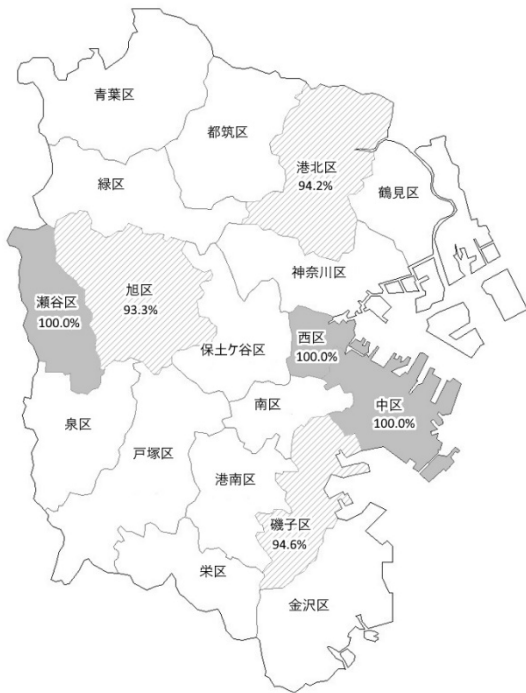 青葉区
都筑区
港北区
94.2%
緑区
鶴見区
神奈川区
瀬谷区
100.0%
旭区
93.3%
保土ケ谷区
西区
100.0%
中区
100.0%
泉区
南区
戸塚区
港南区
磯子区
94.6%
栄区
金沢区